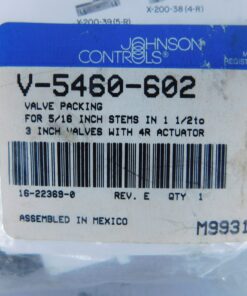 X-200-39 (5-R)
X-200-38 (4-R)
JOHNSON
CONTROLS®
REGIST
V-5460-602
VALVE PACKING
FOR 5/16 INCH STEMS IN 1 1/2to
3 INCH VALVES WITH 4R ACTUATOR
16-22369-0 REV. E QTY 1
ASSEMBLED IN MEXICO
M9931